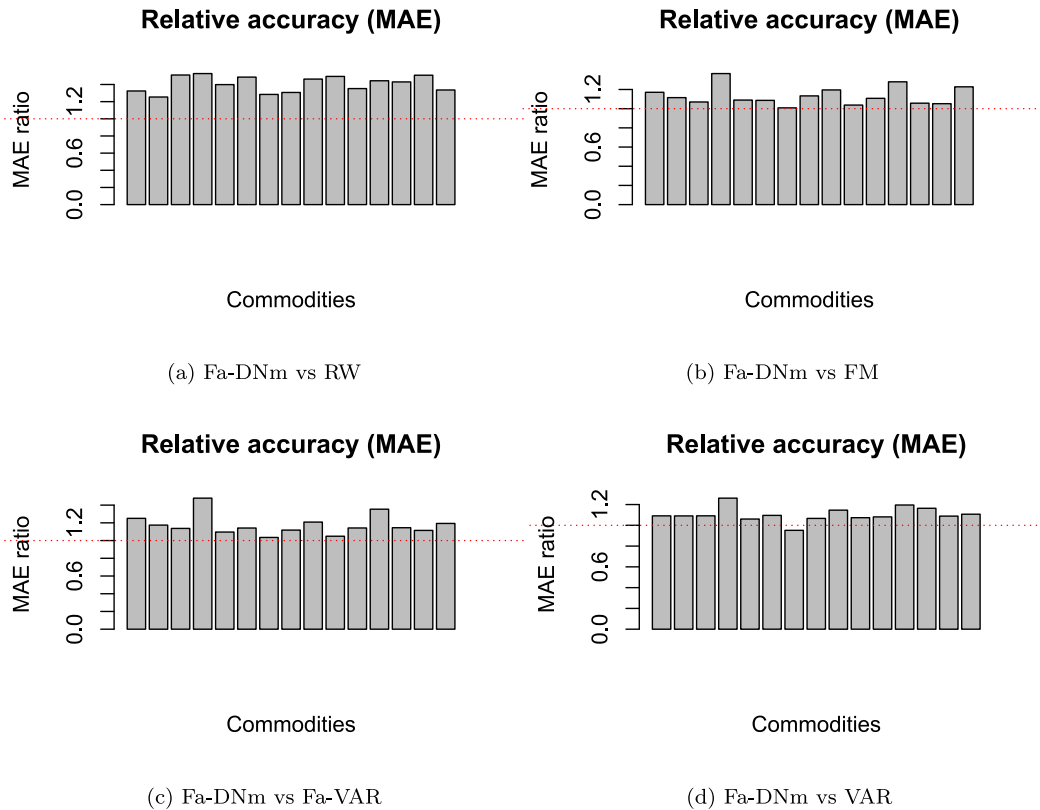 Relative accuracy (MAE)
MAE ratio
0.0 0.6 1.2
Commodities
(a) Fa-DNm vs RW
Relative accuracy (MAE)
MAE ratio
0.0 0.6 1.2
Commodities
(b) Fa-DNm vs FM
Relative accuracy (MAE)
MAE ratio
0.0 0.6 1.2
Commodities
(c) Fa-DNm vs Fa-VAR
Relative accuracy (MAE)
MAE ratio
0.0 0.6 1.2
Commodities
(d) Fa-DNm vs VAR